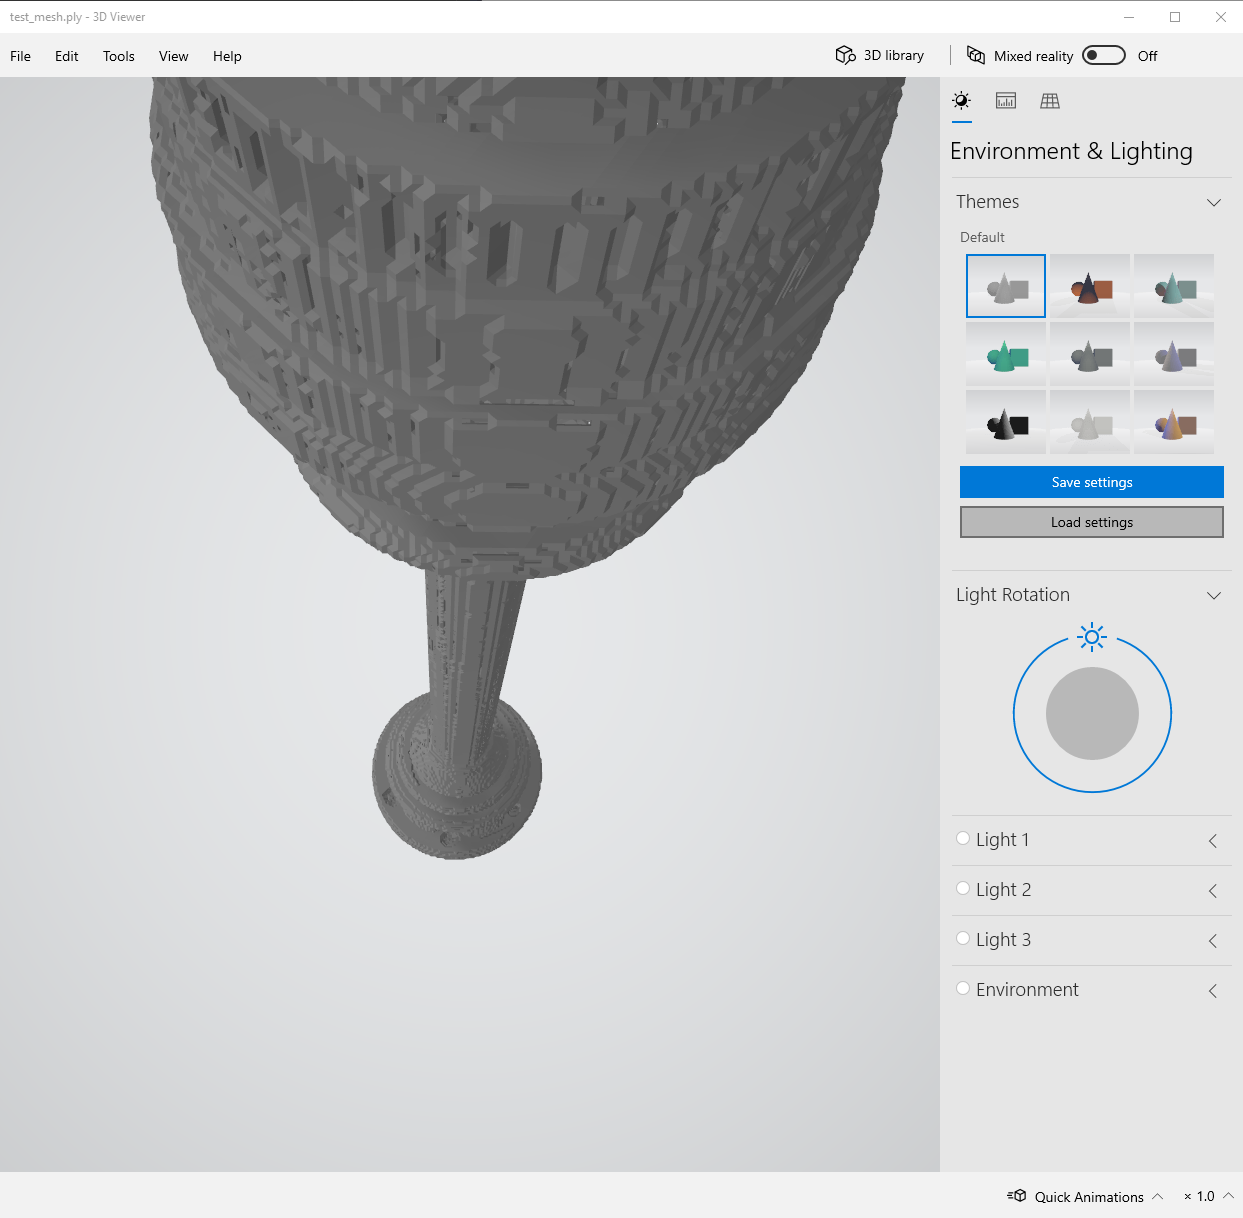 test_mesh.ply - 3D Viewer
File Edit Tools View Help 3D library Mixed reality Off
Environment & Lighting
Themes
Default
Save settings
Load settings
Light Rotation
Light 1
Light 2
Light 3
Environment
Quick Animations × 1.0